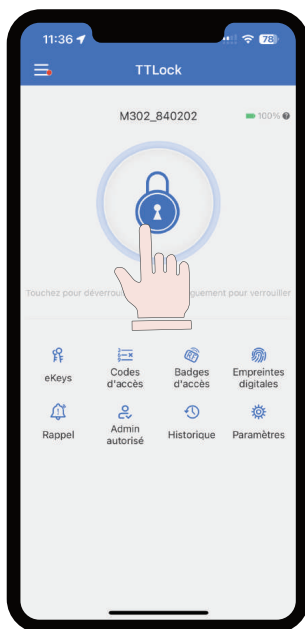 11:36
78
TTLock
M302_840202
100%
Touchez pour déverrou guement pour verrouiller
eKeys
Codes d'accès
Badges d'accès
Empreintes digitales
Rappel
Admin autorisé
Historique
Paramètres